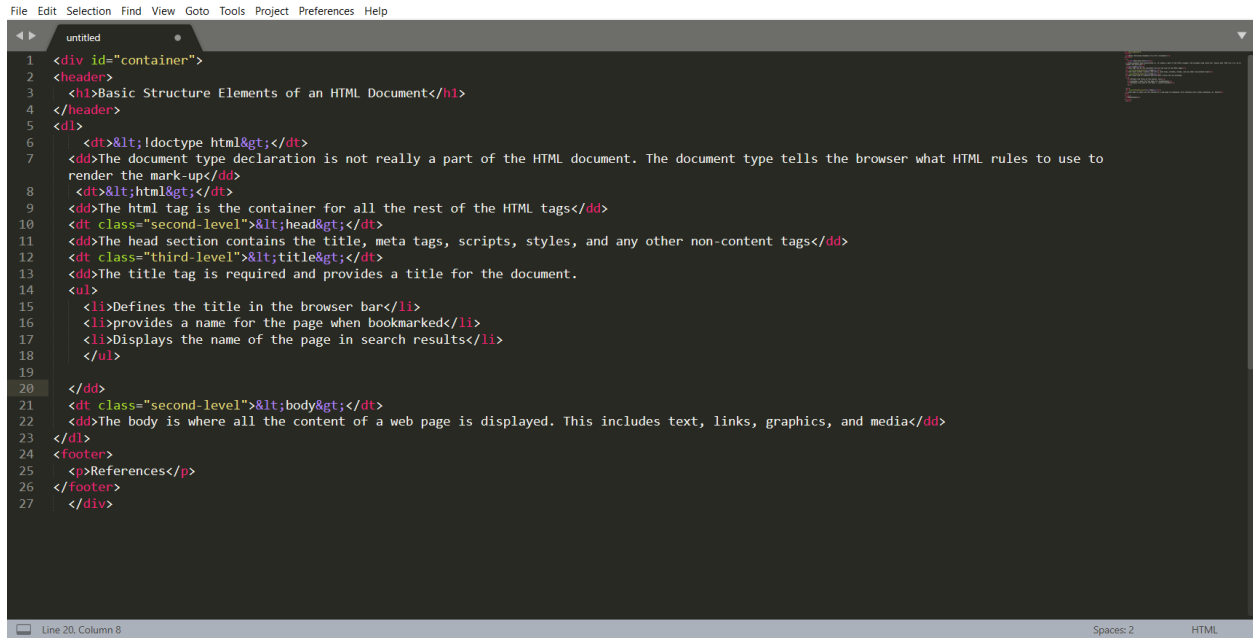 File Edit Selection Find View Goto Tools Project Preferences Help
untitled
1 <div id="container">
2 <header>
3 <h1>Basic Structure Elements of an HTML Document</h1>
4 </header>
5 <dl>
6 <dt>&lt;!doctype html&gt;</dt>
7 <dd>The document type declaration is not really a part of the HTML document. The document type tells the browser what HTML rules to use to
render the mark-up</dd>
8 <dt>&lt;html&gt;</dt>
9 <dd>The html tag is the container for all the rest of the HTML tags</dd>
10 <dt class="second-level">&lt;head&gt;</dt>
11 <dd>The head section contains the title, meta tags, scripts, styles, and any other non-content tags</dd>
12 <dt class="third-level">&lt;title&gt;</dt>
13 <dd>The title tag is required and provides a title for the document.
14 <ul>
15 <li>Defines the title in the browser bar</li>
16 <li>provides a name for the page when bookmarked</li>
17 <li>Displays the name of the page in search results</li>
18 </ul>
19
20 </dd>
21 <dt class="second-level">&lt;body&gt;</dt>
22 <dd>The body is where all the content of a web page is displayed. This includes text, links, graphics, and media</dd>
23 </dl>
24 <footer>
25 <p>References</p>
26 </footer>
27 </div>
Line 20, Column 8 Spaces: 2 HTML